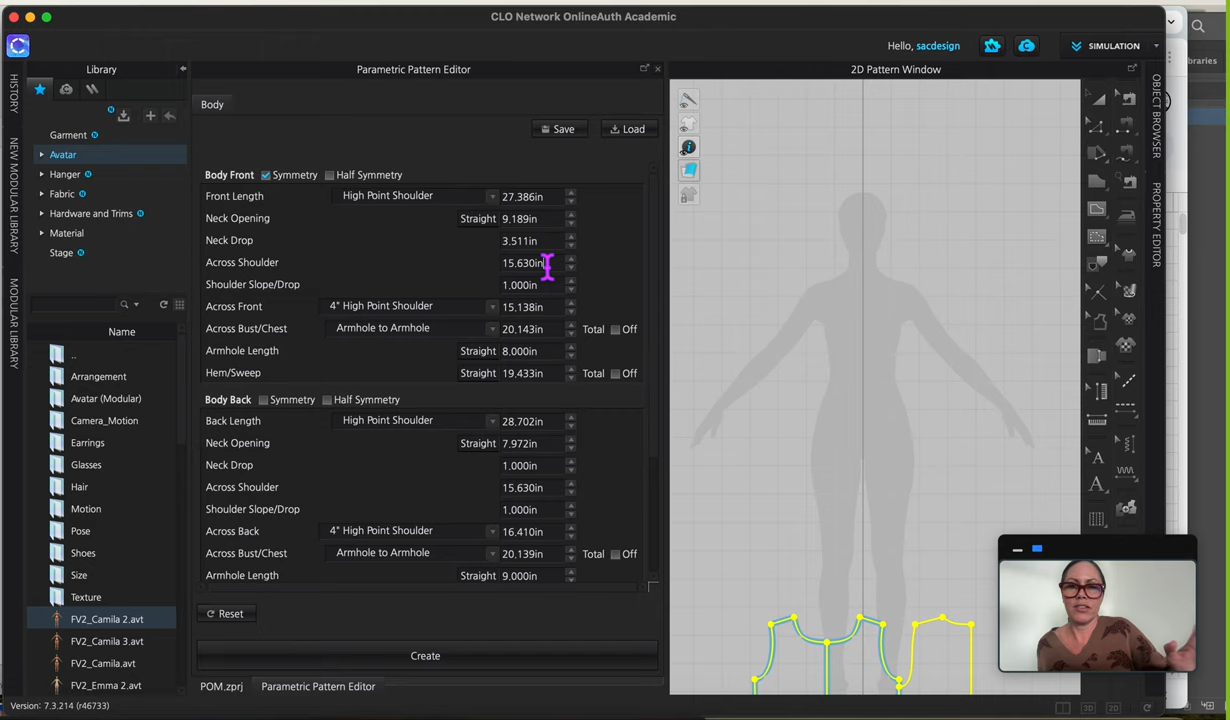 CLO Network OnlineAuth Academic
Hello, sacdesign
SIMULATION
Library
Parametric Pattern Editor
2D Pattern Window
braries
HISTORY
NEW MODULAR LIBRARY
MODULAR LIBRARY
Garment
Avatar
Hanger
Fabric
Hardware and Trims
Material
Stage
Name
..
Arrangement
Avatar (Modular)
Camera_Motion
Earrings
Glasses
Hair
Motion
Pose
Shoes
Size
Texture
FV2_Camila 2.avt
FV2_Camila 3.avt
FV2_Camila.avt
FV2_Emma 2.avt
Body
Save
Load
Body Front Symmetry Half Symmetry
Front Length High Point Shoulder 27.386in
Neck Opening Straight 9.189in
Neck Drop 3.511in
Across Shoulder 15.630in
Shoulder Slope/Drop 1.000in
Across Front 4" High Point Shoulder 15.138in
Across Bust/Chest Armhole to Armhole 20.143in Total Off
Armhole Length Straight 8.000in
Hem/Sweep Straight 19.433in Total Off
Body Back Symmetry Half Symmetry
Back Length High Point Shoulder 28.702in
Neck Opening Straight 7.972in
Neck Drop 1.000in
Across Shoulder 15.630in
Shoulder Slope/Drop 1.000in
Across Back 4" High Point Shoulder 16.410in
Across Bust/Chest Armhole to Armhole 20.139in Total Off
Armhole Length Straight 9.000in
Reset
Create
POM.zprj Parametric Pattern Editor
OBJECT BROWSER
PROPERTY EDITOR
Version: 7.3.214 (r46733)
3D 2D